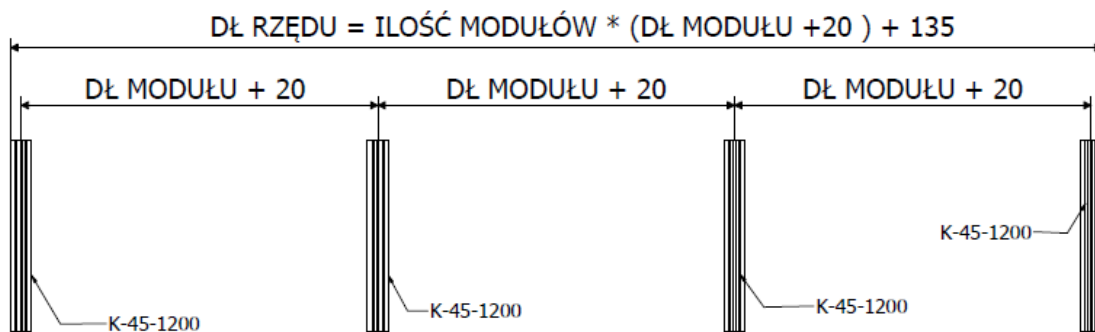 DŁ RZĘDU = ILOŚĆ MODUŁÓW * (DŁ MODUŁU +20 ) + 135
DŁ MODUŁU + 20
DŁ MODUŁU + 20
DŁ MODUŁU + 20
K-45-1200
K-45-1200
K-45-1200
K-45-1200